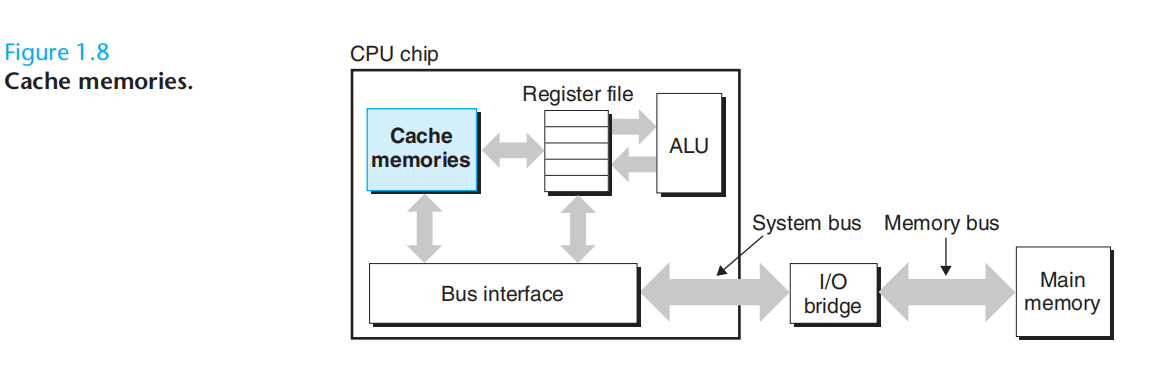 Figure 1.8
Cache memories.
CPU chip
Register file
Cache
memories
ALU
System bus
Memory bus
Bus interface
I/O
bridge
Main
memory